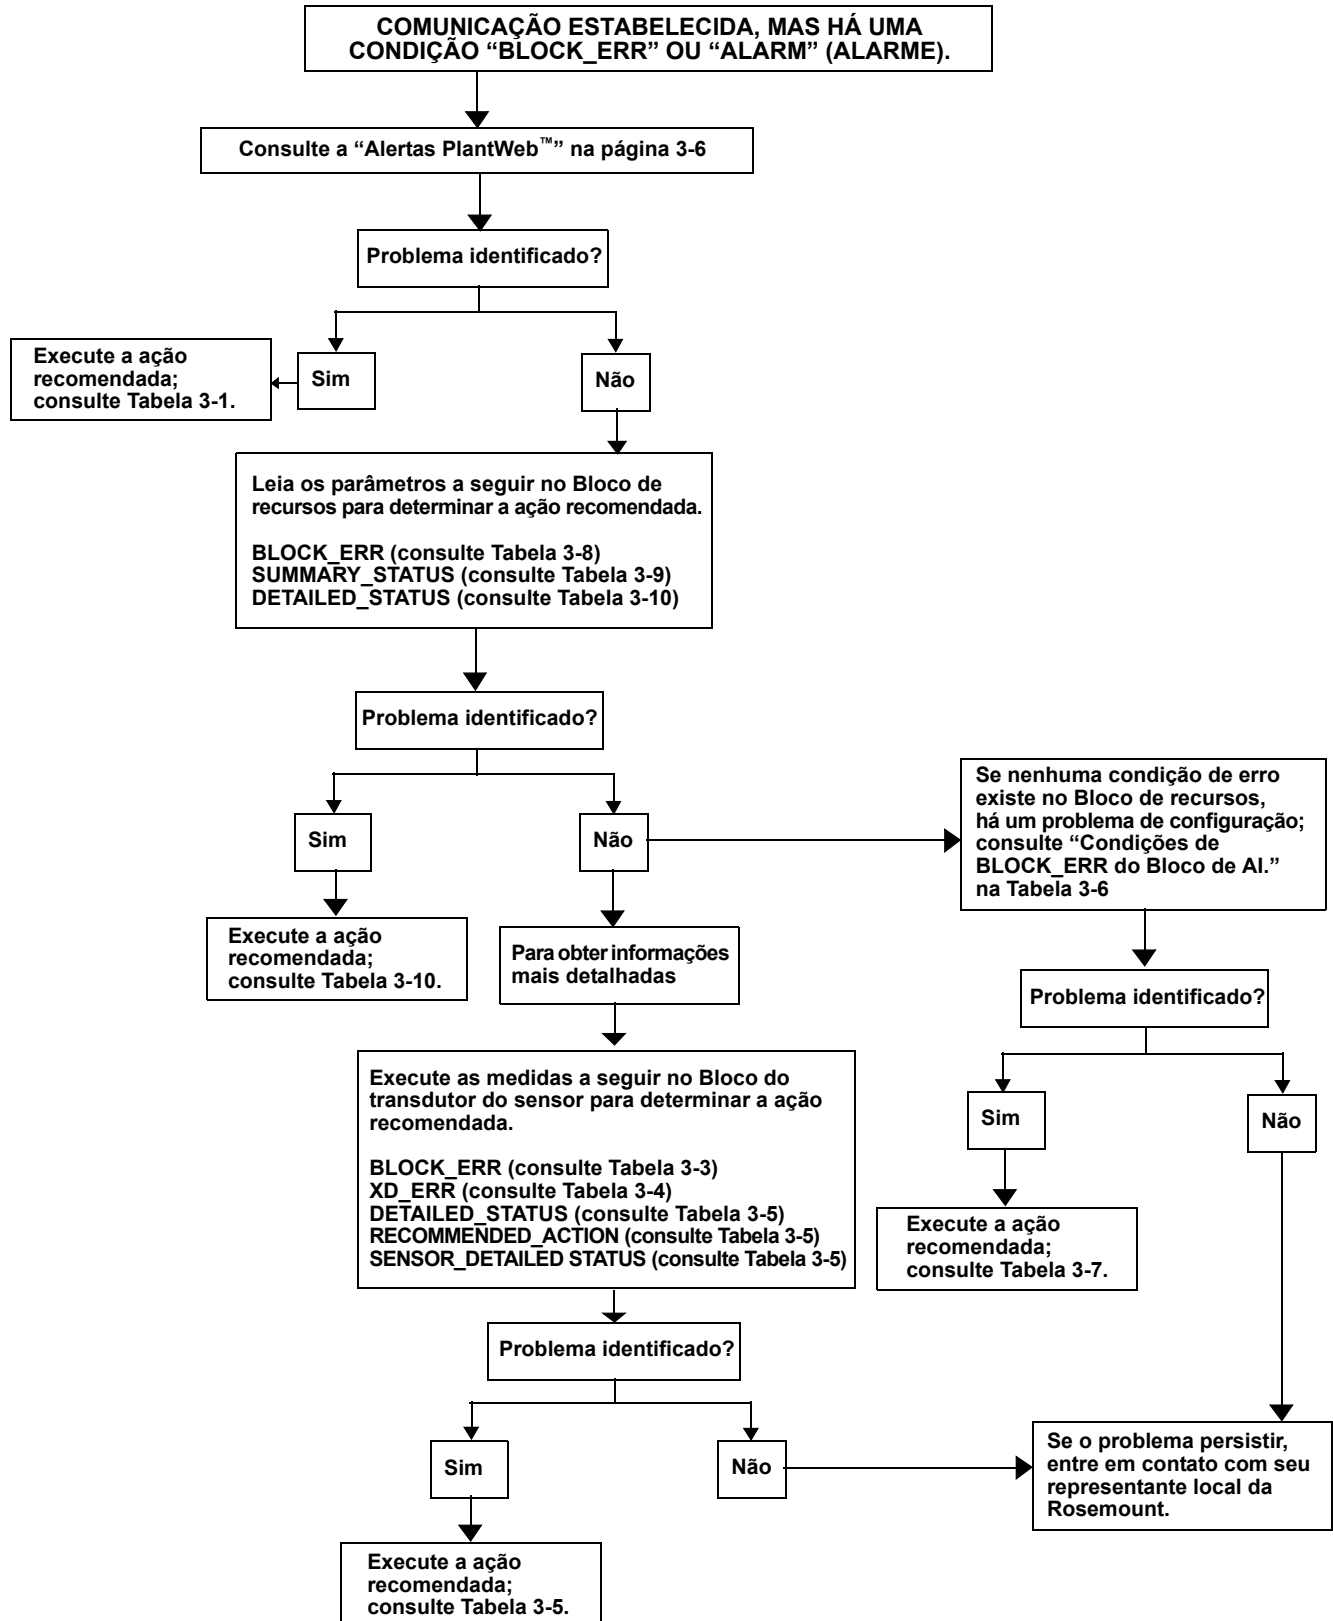 COMUNICAÇÃO ESTABELECIDA, MAS HÁ UMA
CONDIÇÃO “BLOCK_ERR” OU “ALARM” (ALARME).
Consulte a “Alertas PlantWeb™” na página 3-6
Problema identificado?
Execute a ação
recomendada;
consulte Tabela 3-1.
Sim
Não
Leia os parâmetros a seguir no Bloco de
recursos para determinar a ação recomendada.
BLOCK_ERR (consulte Tabela 3-8)
SUMMARY_STATUS (consulte Tabela 3-9)
DETAILED_STATUS (consulte Tabela 3-10)
Problema identificado?
Sim
Não
Se nenhuma condição de erro
existe no Bloco de recursos,
há um problema de configuração;
consulte “Condições de
BLOCK_ERR do Bloco de AI.”
na Tabela 3-6
Execute a ação
recomendada;
consulte Tabela 3-10.
Para obter informações
mais detalhadas
Problema identificado?
Execute as medidas a seguir no Bloco do
transdutor do sensor para determinar a ação
recomendada.
BLOCK_ERR (consulte Tabela 3-3)
XD_ERR (consulte Tabela 3-4)
DETAILED_STATUS (consulte Tabela 3-5)
RECOMMENDED_ACTION (consulte Tabela 3-5)
SENSOR_DETAILED STATUS (consulte Tabela 3-5)
Sim
Não
Execute a ação
recomendada;
consulte Tabela 3-7.
Problema identificado?
Sim
Não
Se o problema persistir,
entre em contato com seu
representante local da
Rosemount.
Execute a ação
recomendada;
consulte Tabela 3-5.